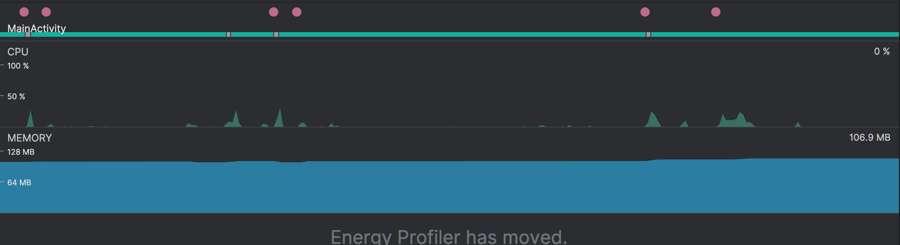 MainActivity
CPU
0 %
100 %
50 %
MEMORY
106.9 MB
128 MB
64 MB
Energy Profiler has moved.